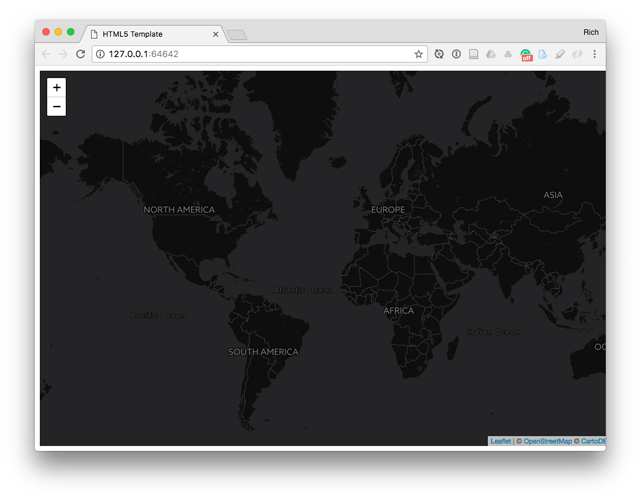 HTML5 Template
Rich
127.0.0.1:64642
off
+
−
NORTH AMERICA
EUROPE
ASIA
Atlantic Ocean
Pacific Ocean
AFRICA
Indian Ocean
SOUTH AMERICA
OC
Leaflet | © OpenStreetMap © CartoDB